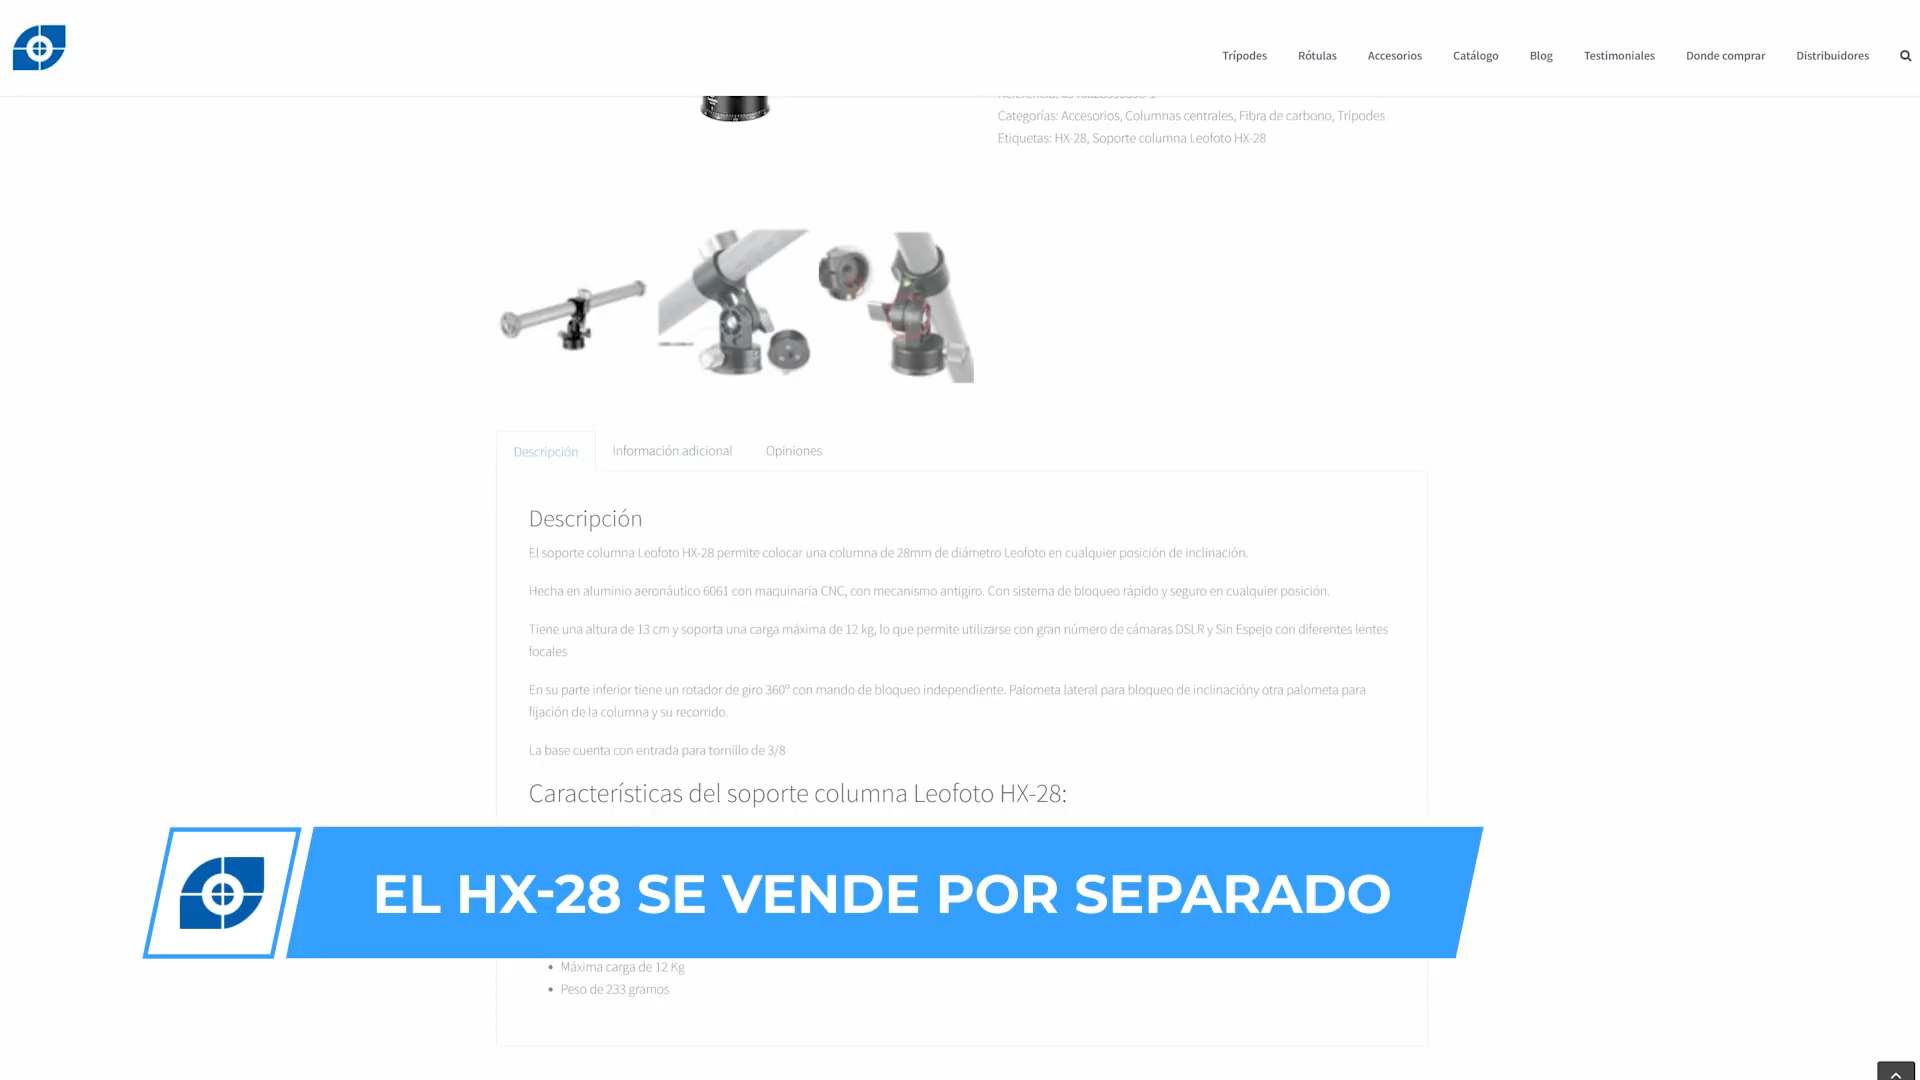 Trípodes Rótulas Accesorios Catálogo Blog Testimoniales Donde comprar Distribuidores
Categorías: Accesorios, Columnas centrales, Fibra de carbono, Trípodes
Etiquetas: HX-28, Soporte columna Leofoto HX-28
Descripción Información adicional Opiniones
Descripción
El soporte columna Leofoto HX-28 permite colocar una columna de 28mm de diámetro Leofoto en cualquier posición de inclinación.
Hecha en aluminio aeronáutico 6061 con maquinaria CNC, con mecanismo antigiro. Con sistema de bloqueo rápido y seguro en cualquier posición.
Tiene una altura de 13 cm y soporta una carga máxima de 12 kg, lo que permite utilizarse con gran número de cámaras DSLR y Sin Espejo con diferentes lentes
focales
En su parte inferior tiene un rotador de giro 360º con mando de bloqueo independiente. Palometa lateral para bloqueo de inclinacióny otra palometa para
fijación de la columna y su recorrido.
La base cuenta con entrada para tornillo de 3/8
Características del soporte columna Leofoto HX-28:
EL HX-28 SE VENDE POR SEPARADO
Máxima carga de 12 Kg
Peso de 233 gramos